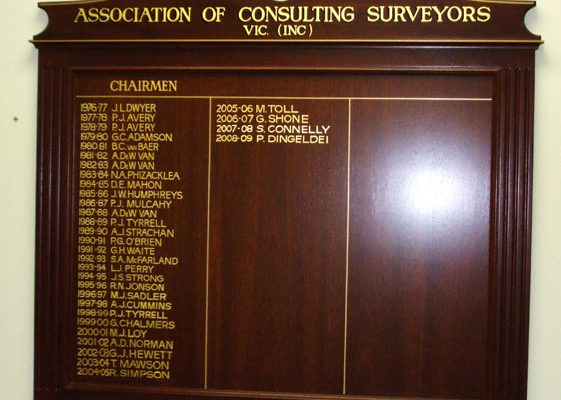 ASSOCIATION OF CONSULTING SURVEYORS
VIC. (INC)
CHAIRMEN
1976-77 J.L DWYER
1977-78 P.J. AVERY
1978-79 P.J. AVERY
1979-80 G.C. ADAMSON
1980 81 B.C. VAN BAER
1981-82 A.DEW VAN
1982-83 A.DEW VAN
1983-84 N.A. PHIZACKLEA
1984-85 D.E. MAHON
1985-86 J.W. HUMPHREYS
1986-87 P.J. MULCAHY
1987-88 A.DEW VAN
1988-89 P.J. TYRRELL
1989-90 A.J. STRACHAN
1990-91 P.G. O'BRIEN
1991-92 G.H. WAITE
1992-93 S.A. McFARLAND
1993-94 L.J. PERRY
1994-95 J.S. STRONG
1995-96 R.N. JONSON
1996-97 M.J. SADLER
1997-98 A.J. CUMMINS
1998-99 P.J. TYRRELL
1999-00 G. CHALMERS
2000-01 M.J. LOY
2001-02 A.D. NORMAN
2002-03 G.J. HEWETT
2003-04 T. MAWSON
2004-05 R. SIMPSON
2005-06 M. TOLL
2006-07 G. SHONE
2007-08 S. CONNELLY
2008-09 P. DINGELDEI